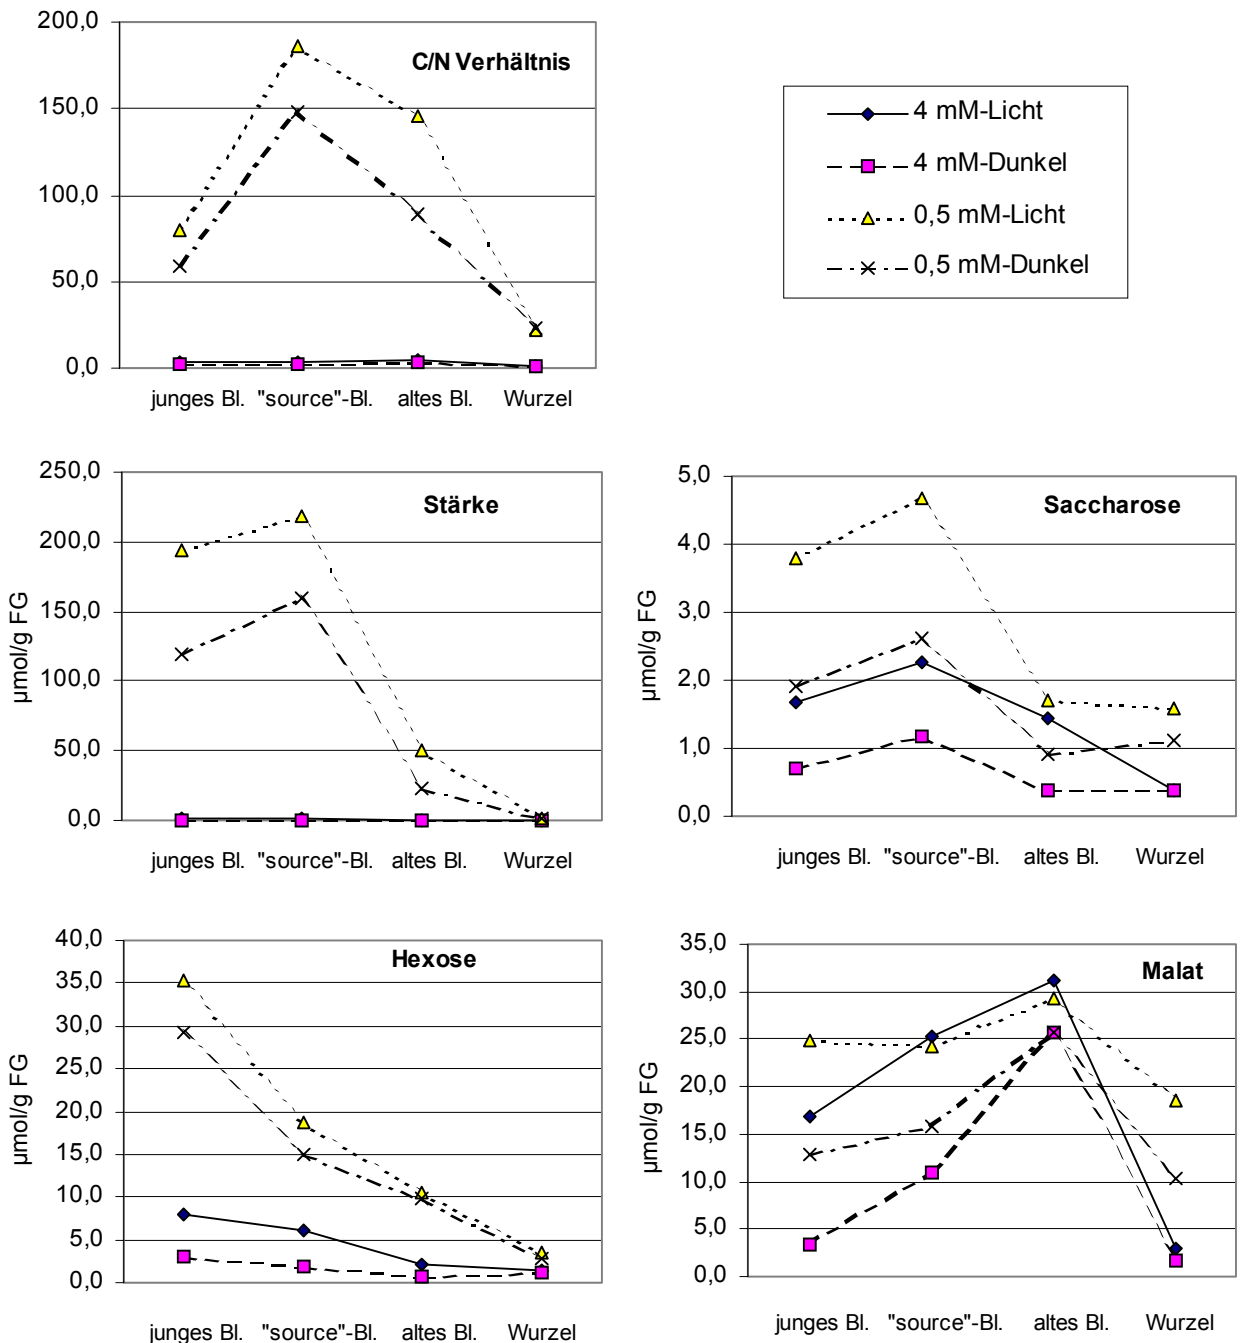 C/N Verhältnis
200,0
150,0
100,0
50,0
0,0
junges Bl. "source"-Bl. altes Bl. Wurzel
4 mM-Licht
4 mM-Dunkel
0,5 mM-Licht
0,5 mM-Dunkel
Stärke
µmol/g FG
250,0
200,0
150,0
100,0
50,0
0,0
junges Bl. "source"-Bl. altes Bl. Wurzel
Saccharose
µmol/g FG
5,0
4,0
3,0
2,0
1,0
0,0
junges Bl. "source"-Bl. altes Bl. Wurzel
Hexose
µmol/g FG
40,0
35,0
30,0
25,0
20,0
15,0
10,0
5,0
0,0
junges Bl. "source"-Bl. altes Bl. Wurzel
Malat
µmol/g FG
35,0
30,0
25,0
20,0
15,0
10,0
5,0
0,0
junges Bl. "source"-Bl. altes Bl. Wurzel